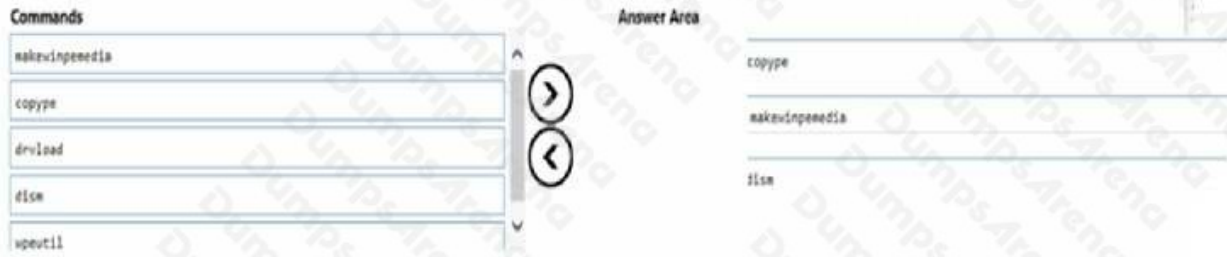 Commands
Answer Area
makewinpemedia
copype
drvload
dism
wpeutil
copype
makewinpemedia
dism